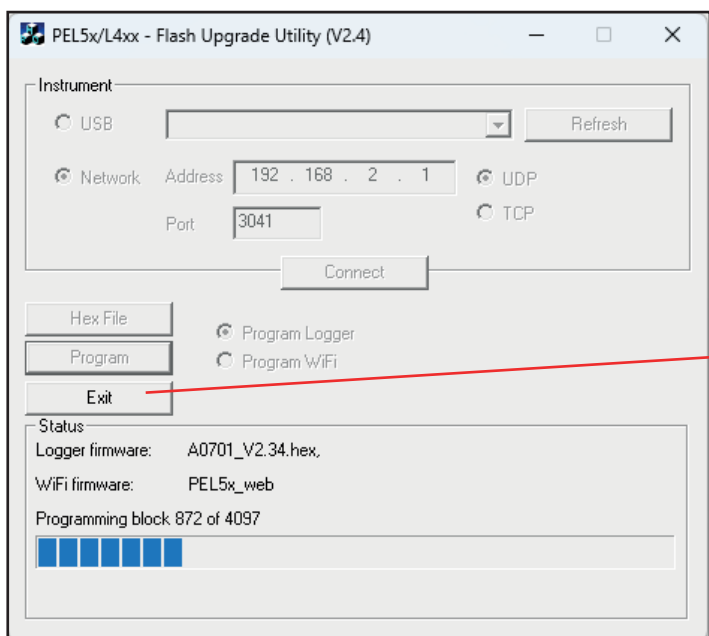 PEL5x/L4xx - Flash Upgrade Utility (V2.4)
Instrument
USB
Refresh
Network Address 192 . 168 . 2 . 1 UDP
Port 3041 TCP
Connect
Hex File
Program Logger
Program
Program WiFi
Exit
Status
Logger firmware: A0701_V2.34.hex,
WiFi firmware: PEL5x_web
Programming block 872 of 4097